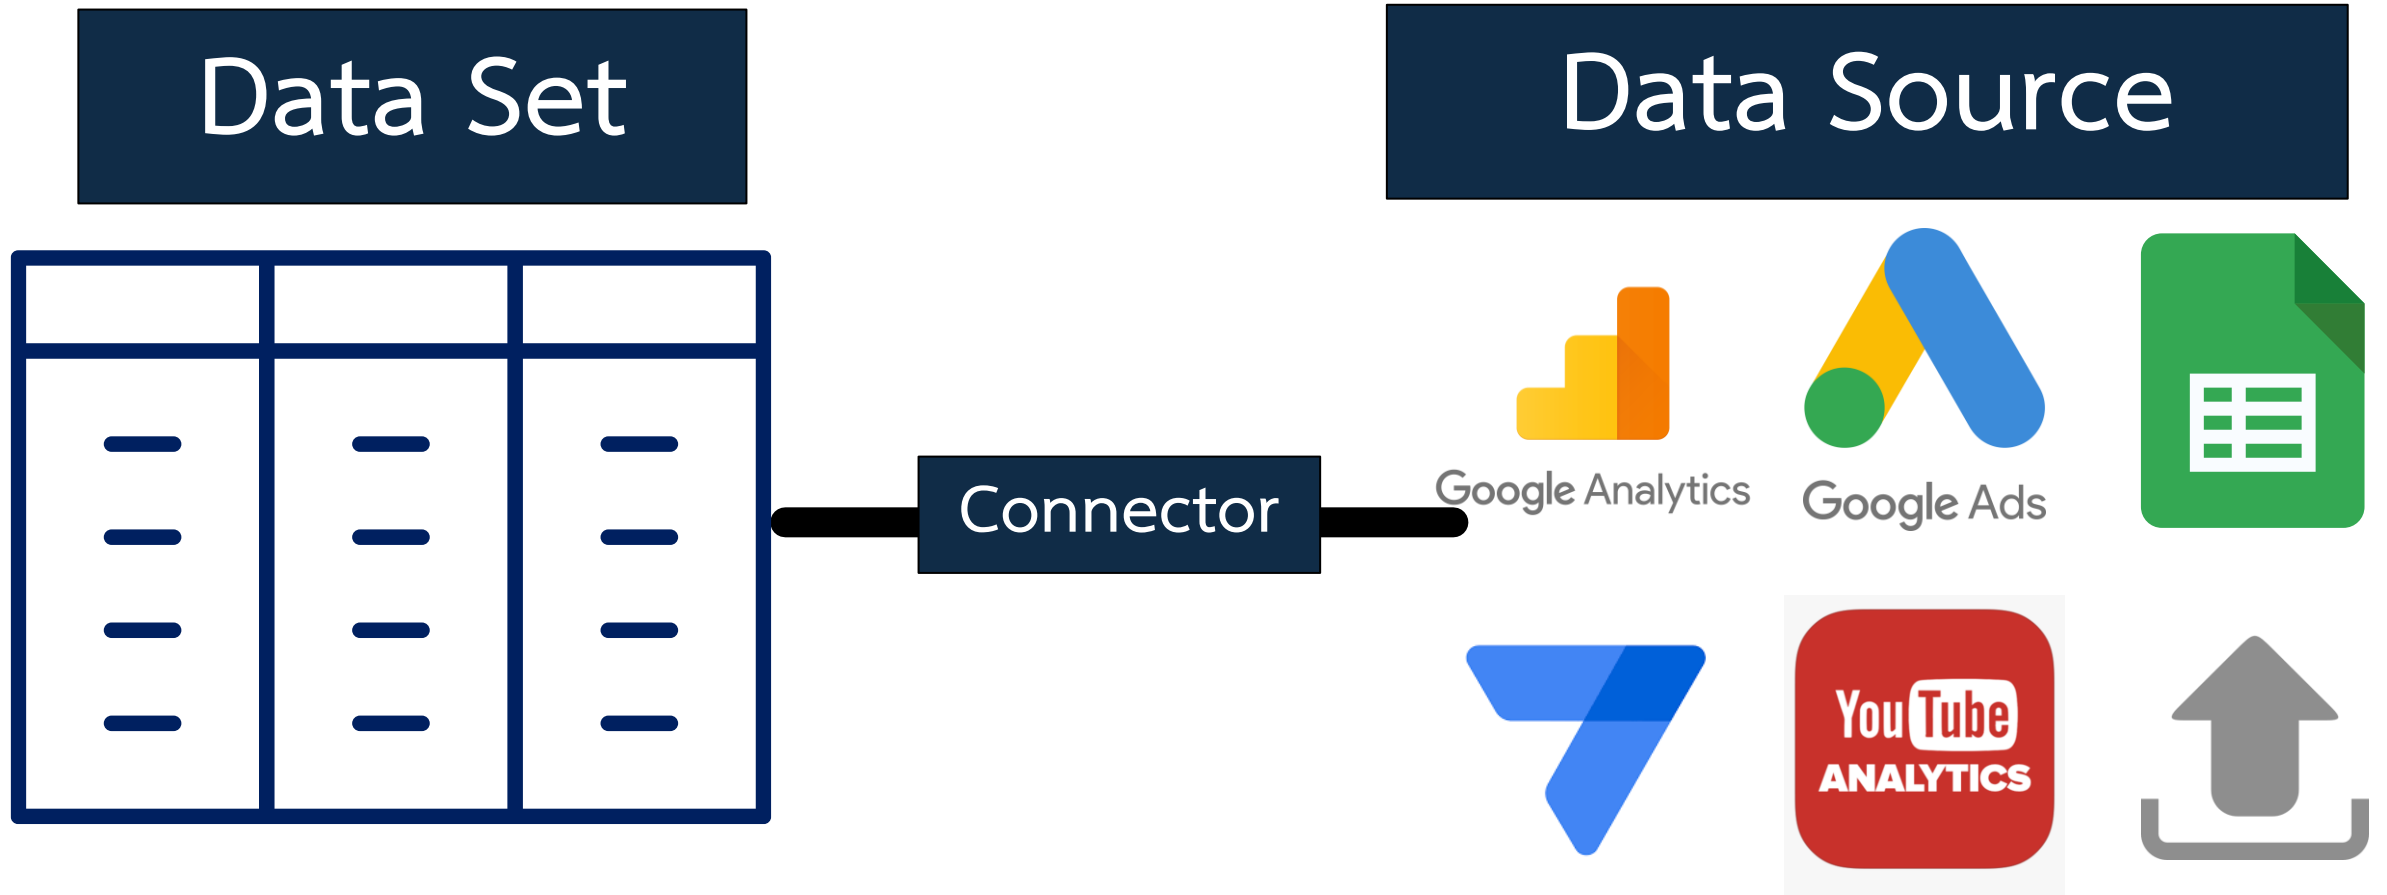 Data Set
Data Source
Connector
Google Analytics
Google Ads
YouTube
ANALYTICS